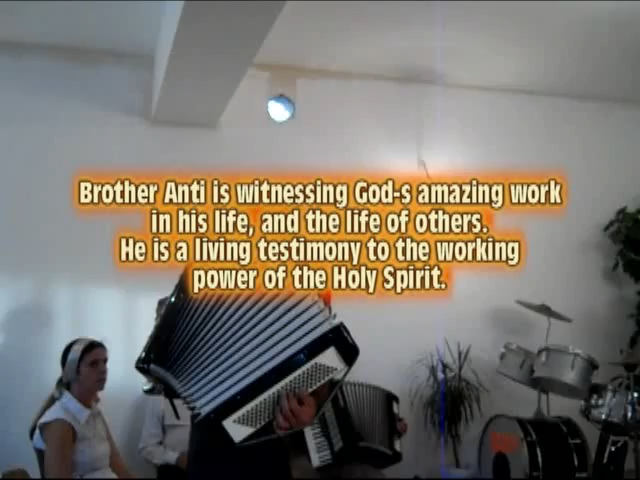 Brother Anti is witnessing God-s amazing work
in his life, and the life of others.
He is a living testimony to the working
power of the Holy Spirit.